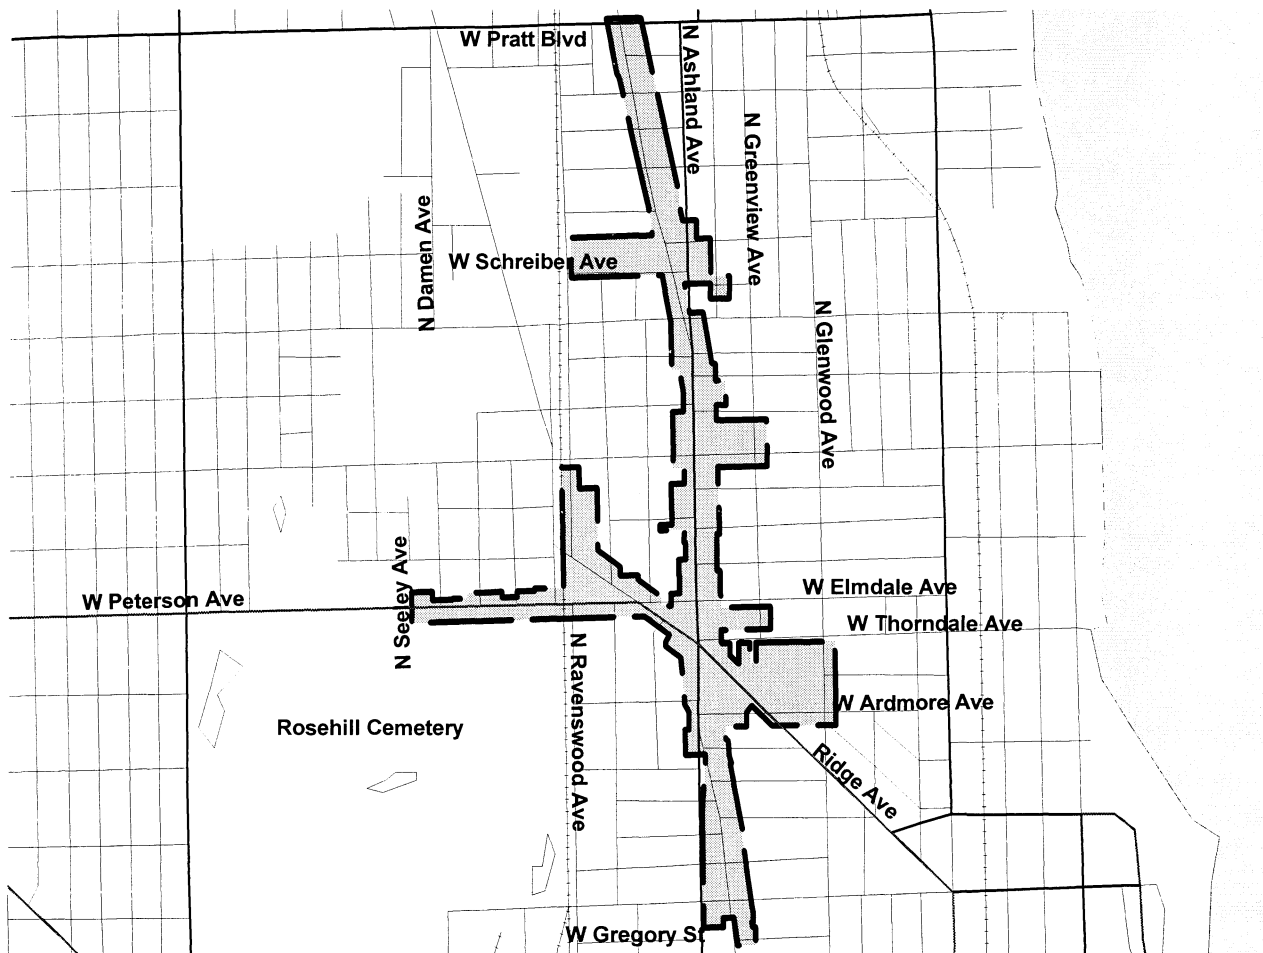 W Pratt Blvd
N Ashland Ave
N Greenview Ave
N Damen Ave
W Schreiber Ave
N Glenwood Ave
N Seeley Ave
W Elmdale Ave
W Peterson Ave
W Thorndale Ave
N Ravenswood Ave
W Ardmore Ave
Rosehill Cemetery
Ridge Ave
W Gregory St